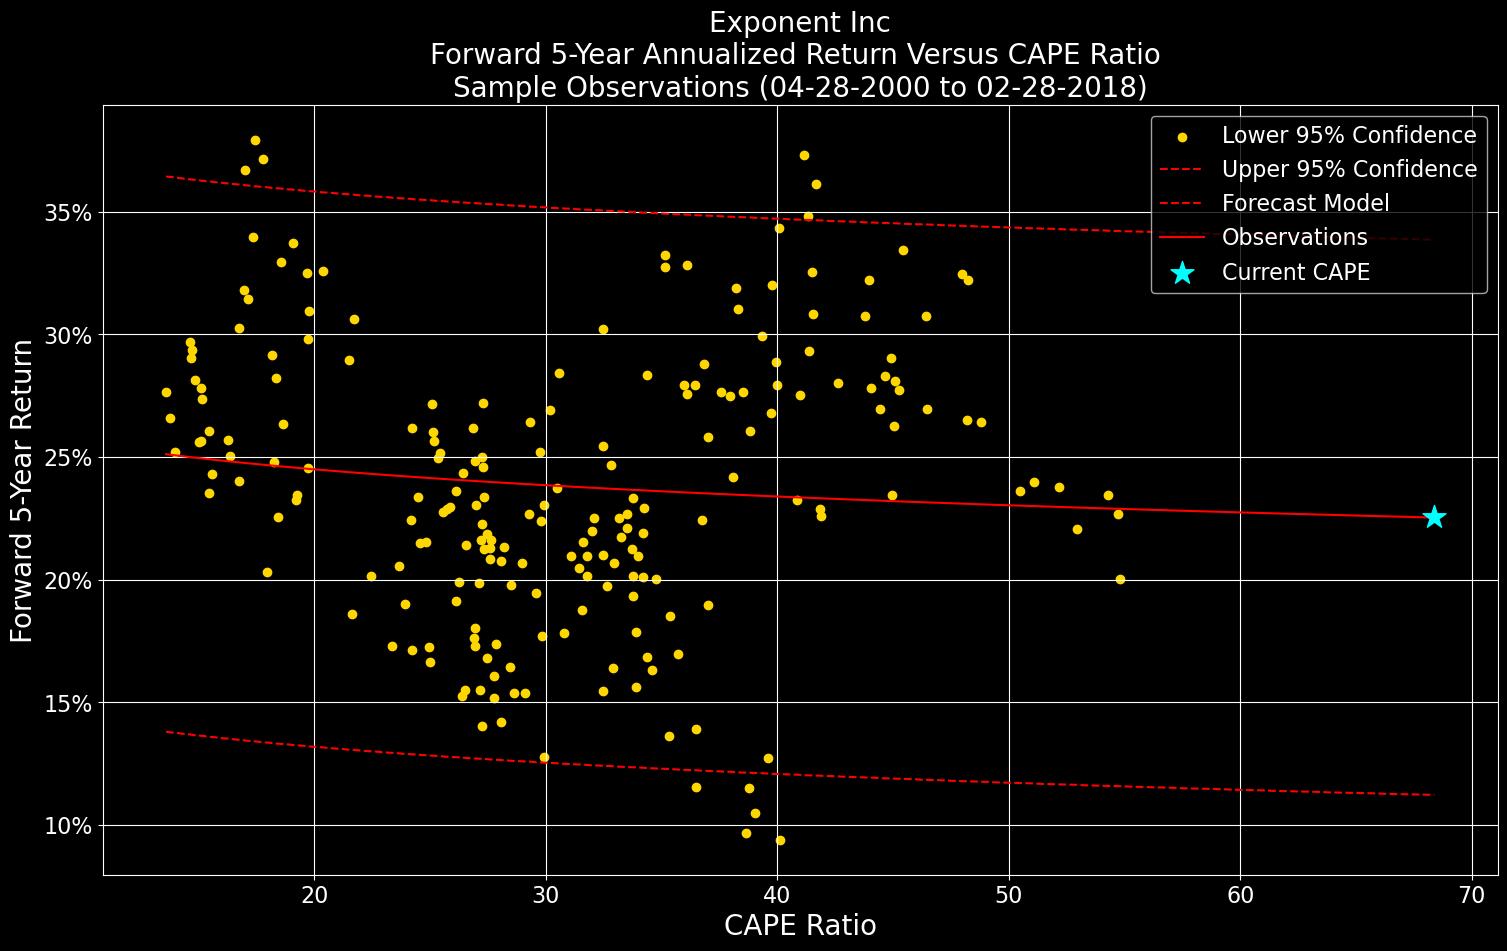 Exponent Inc
Forward 5-Year Annualized Return Versus CAPE Ratio
Sample Observations (04-28-2000 to 02-28-2018)
Lower 95% Confidence
Upper 95% Confidence
Forecast Model
Observations
Current CAPE
Forward 5-Year Return
35%
30%
25%
20%
15%
10%
20 30 40 50 60 70
CAPE Ratio